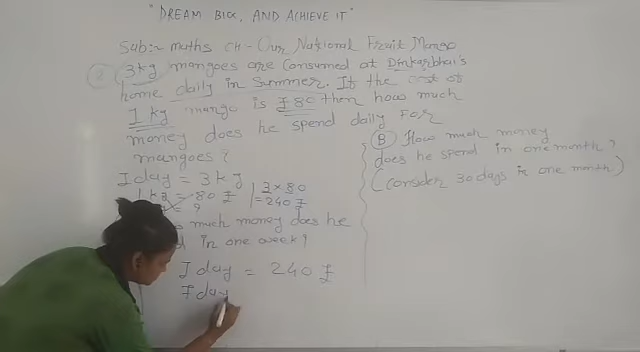 "DREAM BIG, AND ACHIEVE IT"
Sub:- maths CH - Our National Fruit Mango
2 3kg mangoes are consumed at Dinkarbhai's
home daily in Summer. If the cost of
1 kg mango is ₹ 80 then how much
money does he spend daily For
mangoes?
1 day = 3 kg
1 kg - 80 ₹
= ?
3 x 80
= 240 ₹
much money does he
in one week?
1 day = 240 ₹
7 day
B How much money
does he spend in one month?
(Consider 30 days in one month)